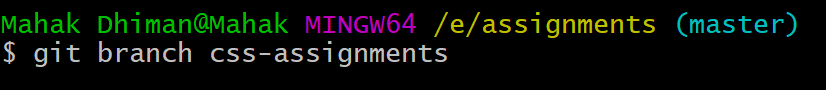 Mahak Dhiman@Mahak MINGW64 /e/assignments (master)
$ git branch css-assignments